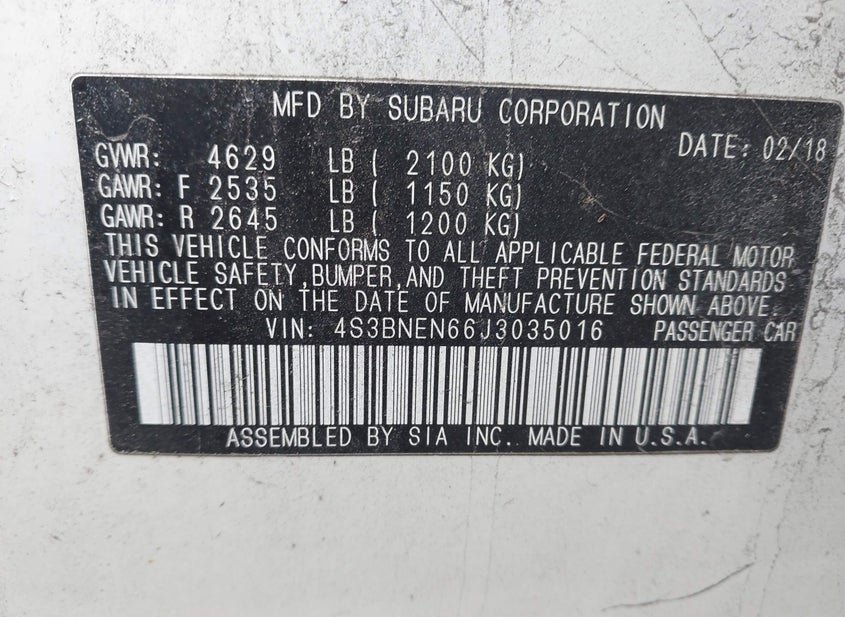 MFD BY SUBARU CORPORATION
DATE: 02/18
GVWR: 4629 LB ( 2100 KG)
GAWR: F 2535 LB ( 1150 KG)
GAWR: R 2645 LB ( 1200 KG)
THIS VEHICLE CONFORMS TO ALL APPLICABLE FEDERAL MOTOR
VEHICLE SAFETY, BUMPER, AND THEFT PREVENTION STANDARDS
IN EFFECT ON THE DATE OF MANUFACTURE SHOWN ABOVE.
VIN: 4S3BNEN66J3035016 PASSENGER CAR
ASSEMBLED BY SIA INC. MADE IN U.S.A.